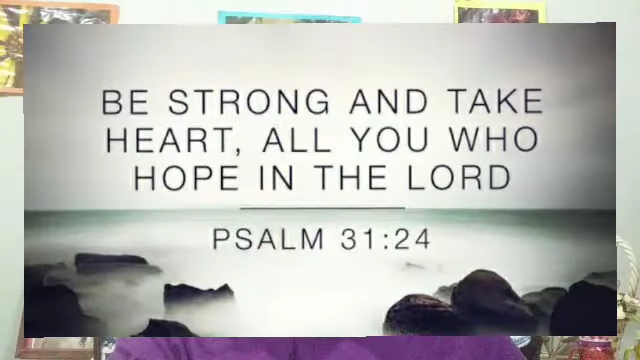 BE STRONG AND TAKE
HEART, ALL YOU WHO
HOPE IN THE LORD
PSALM 31:24